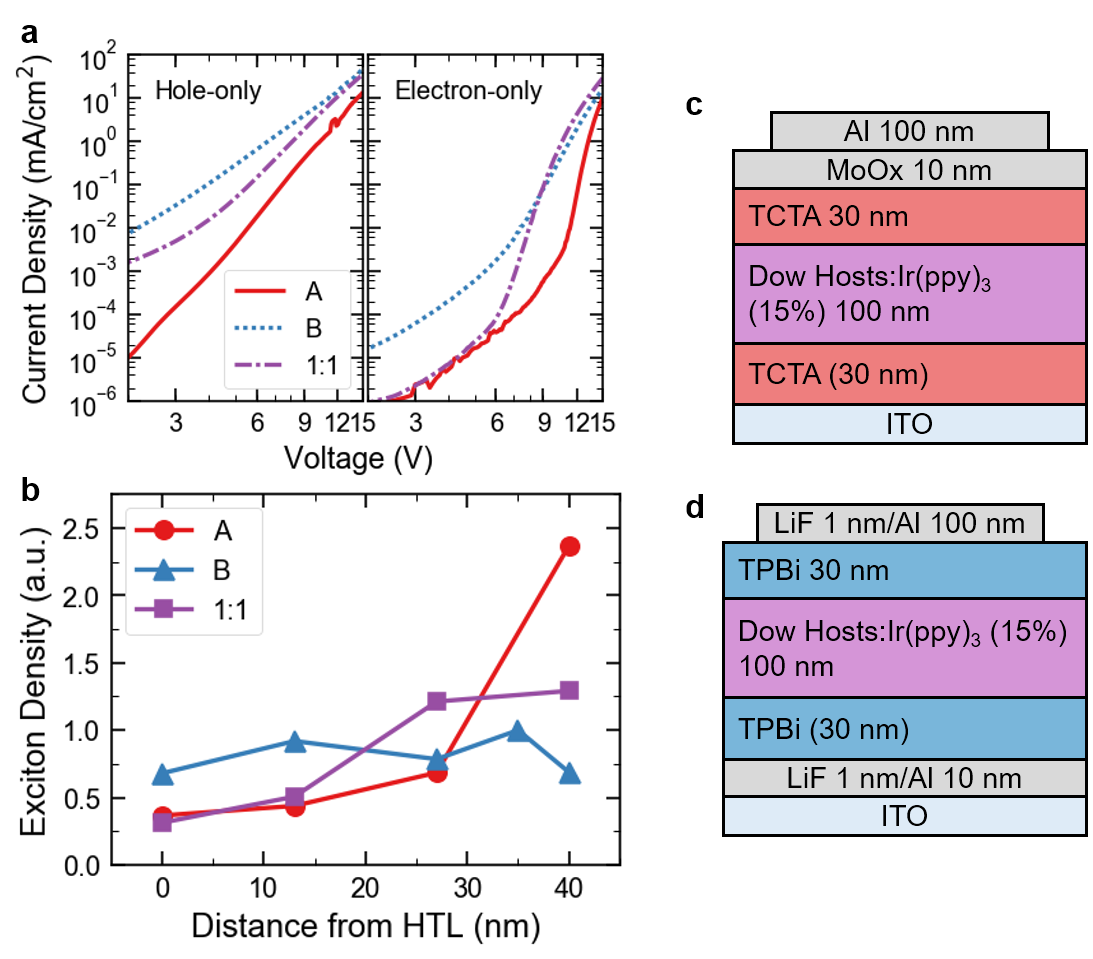 a
Current Density (mA/cm²)
10² 
10¹
10⁰
10⁻¹
10⁻²
10⁻³
10⁻⁴
10⁻⁵
10⁻⁶
Hole-only
A
B
1:1
3 6 9 1215
Electron-only
3 6 9 1215
Voltage (V)
b
Exciton Density (a.u.)
2.5
2.0
1.5
1.0
0.5
0.0
A
B
1:1
0 10 20 30 40
Distance from HTL (nm)
c
Al 100 nm
MoOx 10 nm
TCTA 30 nm
Dow Hosts:Ir(ppy)₃
(15%) 100 nm
TCTA (30 nm)
ITO
d
LiF 1 nm/Al 100 nm
TPBi 30 nm
Dow Hosts:Ir(ppy)₃ (15%)
100 nm
TPBi (30 nm)
LiF 1 nm/Al 10 nm
ITO